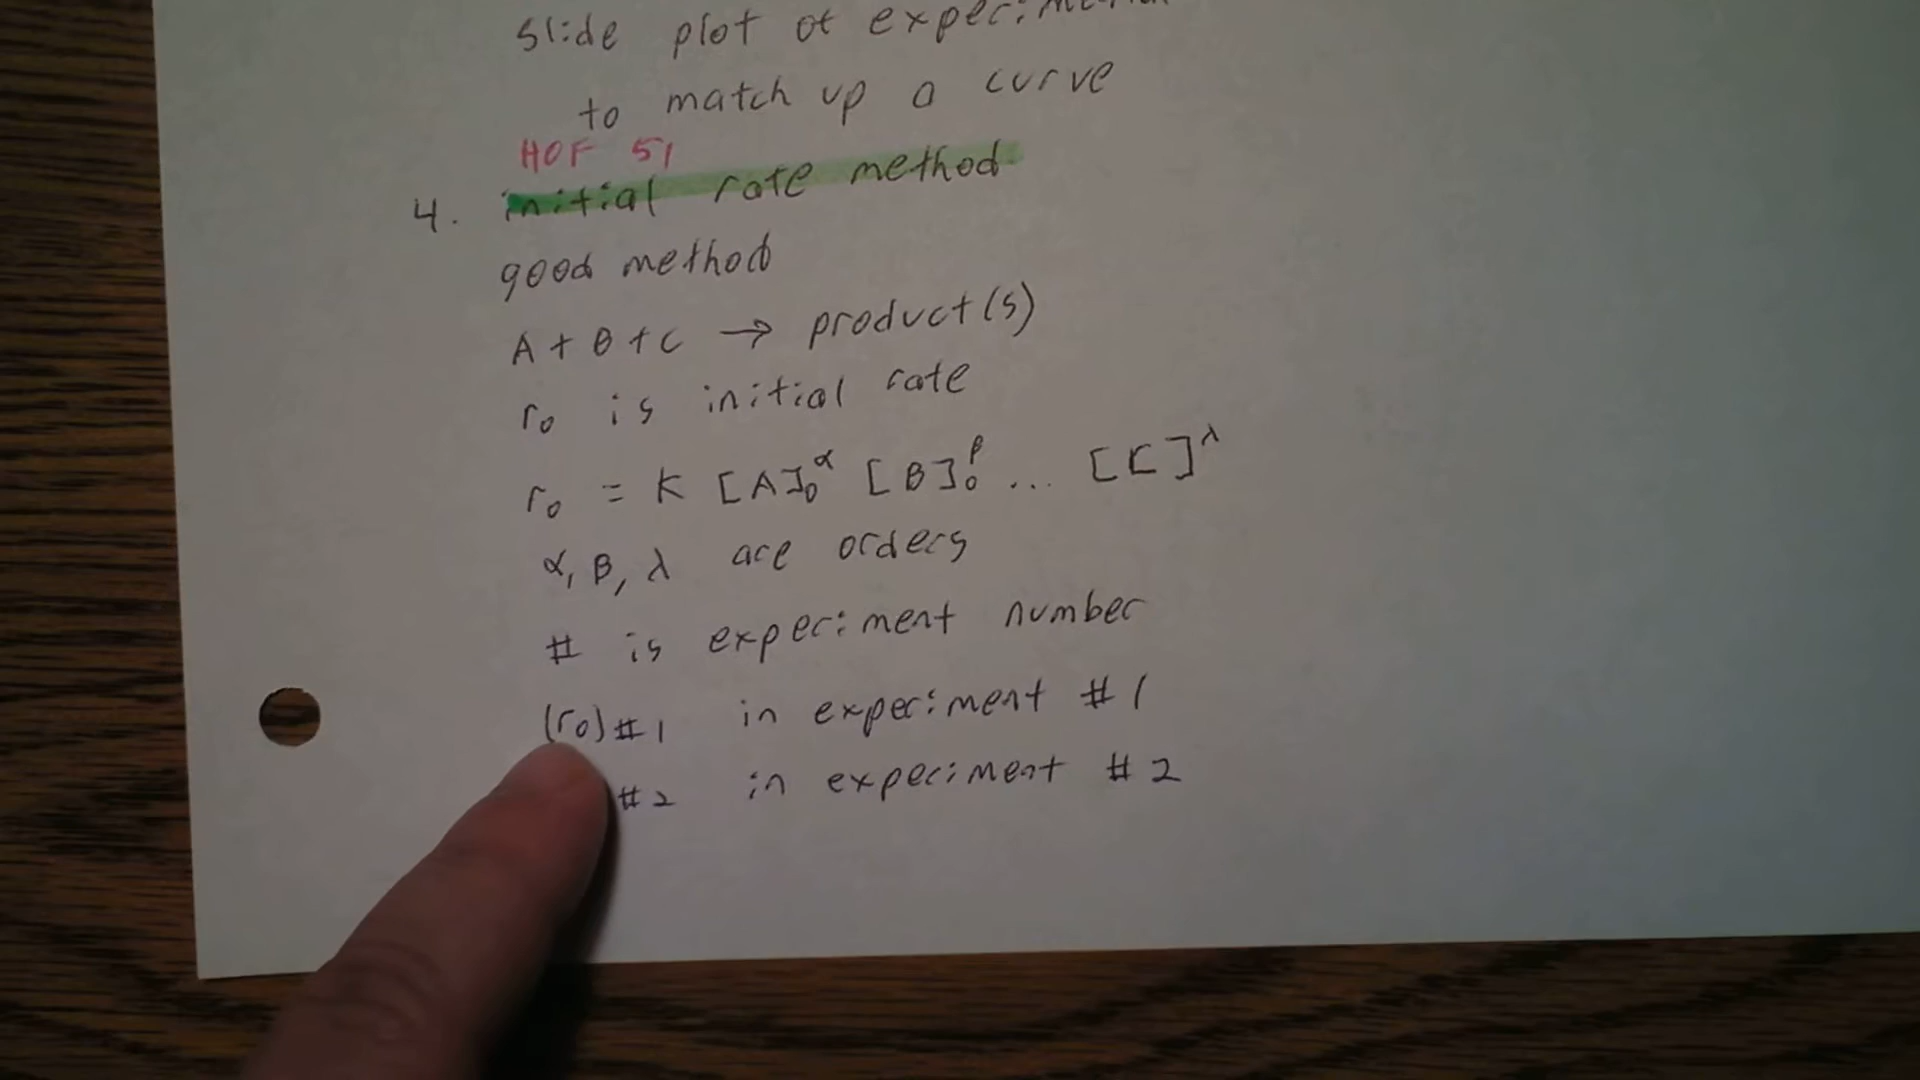 slide plot of experimental
to match up a curve
HOF 51
4. initial rate method
good method
A + B + C → product(s)
r₀ is initial rate
r₀ = K [A]₀^α [B]₀^β ... [C]^λ
α, β, λ are orders
# is experiment number
(r₀)#1 in experiment #1
#2 in experiment #2